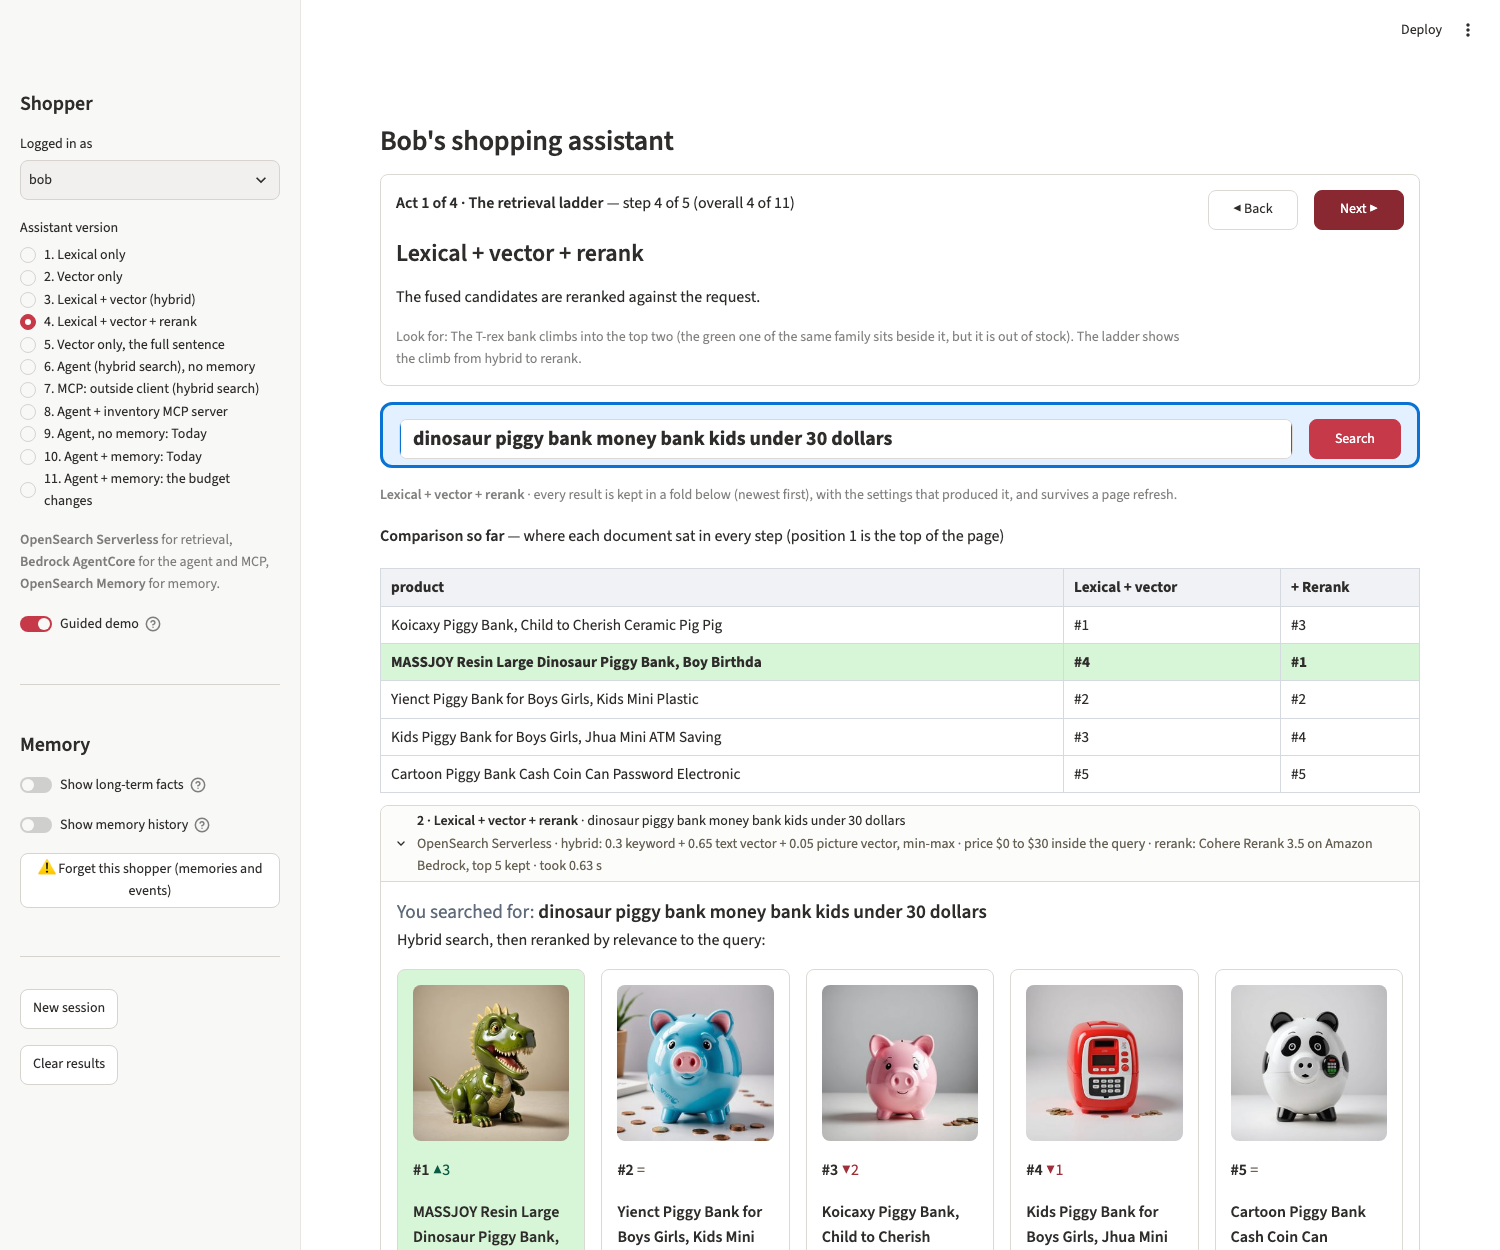 Deploy
Shopper
Logged in as
bob
Assistant version
1. Lexical only
2. Vector only
3. Lexical + vector (hybrid)
4. Lexical + vector + rerank
5. Vector only, the full sentence
6. Agent (hybrid search), no memory
7. MCP: outside client (hybrid search)
8. Agent + inventory MCP server
9. Agent, no memory: Today
10. Agent + memory: Today
11. Agent + memory: the budget
changes
OpenSearch Serverless for retrieval,
Bedrock AgentCore for the agent and MCP,
OpenSearch Memory for memory.
Guided demo
Memory
Show long-term facts
Show memory history
Forget this shopper (memories and
events)
New session
Clear results
Bob's shopping assistant
Act 1 of 4 · The retrieval ladder — step 4 of 5 (overall 4 of 11)
Back
Next
Lexical + vector + rerank
The fused candidates are reranked against the request.
Look for: The T-rex bank climbs into the top two (the green one of the same family sits beside it, but it is out of stock). The ladder shows
the climb from hybrid to rerank.
dinosaur piggy bank money bank kids under 30 dollars
Search
Lexical + vector + rerank · every result is kept in a fold below (newest first), with the settings that produced it, and survives a page refresh.
Comparison so far — where each document sat in every step (position 1 is the top of the page)
product Lexical + vector + Rerank
Koicaxy Piggy Bank, Child to Cherish Ceramic Pig Pig #1 #3
MASSJOY Resin Large Dinosaur Piggy Bank, Boy Birthda #4 #1
Yienct Piggy Bank for Boys Girls, Kids Mini Plastic #2 #2
Kids Piggy Bank for Boys Girls, Jhua Mini ATM Saving #3 #4
Cartoon Piggy Bank Cash Coin Can Password Electronic #5 #5
2 · Lexical + vector + rerank · dinosaur piggy bank money bank kids under 30 dollars
OpenSearch Serverless · hybrid: 0.3 keyword + 0.65 text vector + 0.05 picture vector, min-max · price $0 to $30 inside the query · rerank: Cohere Rerank 3.5 on Amazon
Bedrock, top 5 kept · took 0.63 s
You searched for: dinosaur piggy bank money bank kids under 30 dollars
Hybrid search, then reranked by relevance to the query:
#1 ▲3
MASSJOY Resin Large
Dinosaur Piggy Bank,
#2 =
Yienct Piggy Bank for
Boys Girls, Kids Mini
#3 ▼2
Koicaxy Piggy Bank,
Child to Cherish
#4 ▼1
Kids Piggy Bank for
Boys Girls, Jhua Mini
#5 =
Cartoon Piggy Bank
Cash Coin Can